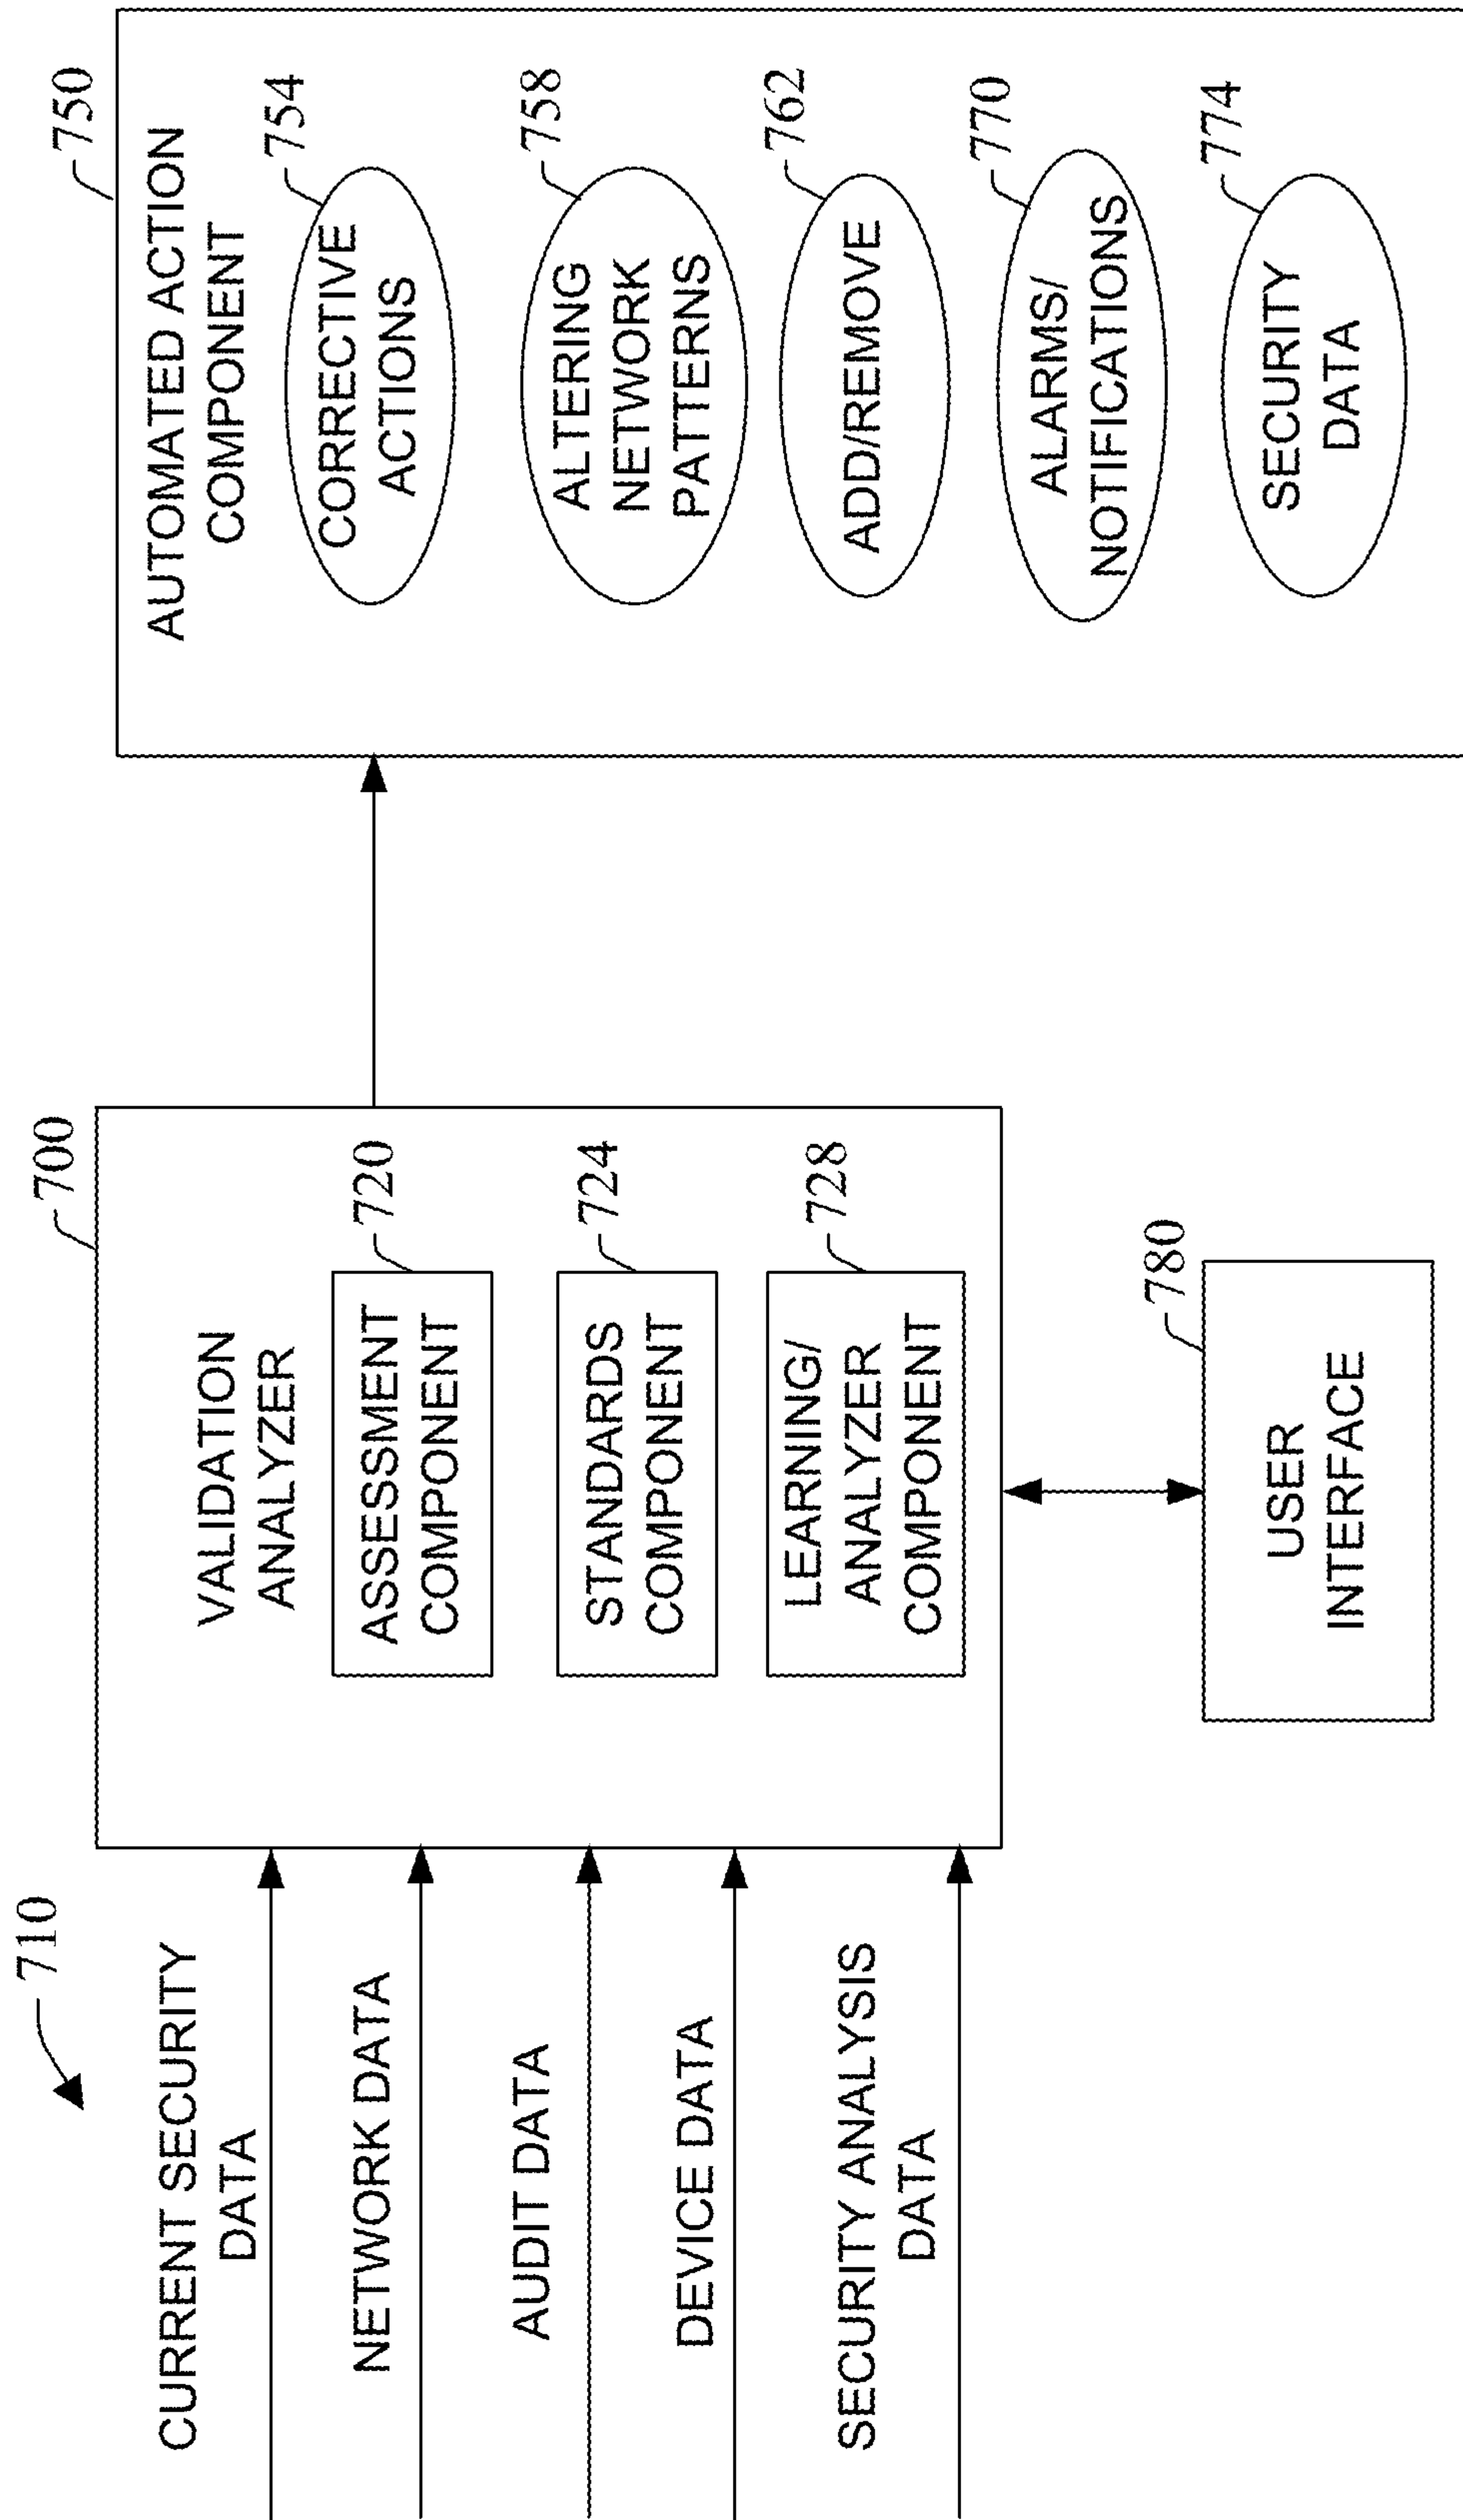 710
CURRENT SECURITY
DATA
NETWORK DATA
AUDIT DATA
DEVICE DATA
SECURITY ANALYSIS
DATA
700
VALIDATION
ANALYZER
720
ASSESSMENT
COMPONENT
724
STANDARDS
COMPONENT
728
LEARNING/
ANALYZER
COMPONENT
780
USER
INTERFACE
750
AUTOMATED ACTION
COMPONENT
754
CORRECTIVE
ACTIONS
758
ALTERING
NETWORK
PATTERNS
762
ADD/REMOVE
770
ALARMS/
NOTIFICATIONS
774
SECURITY
DATA